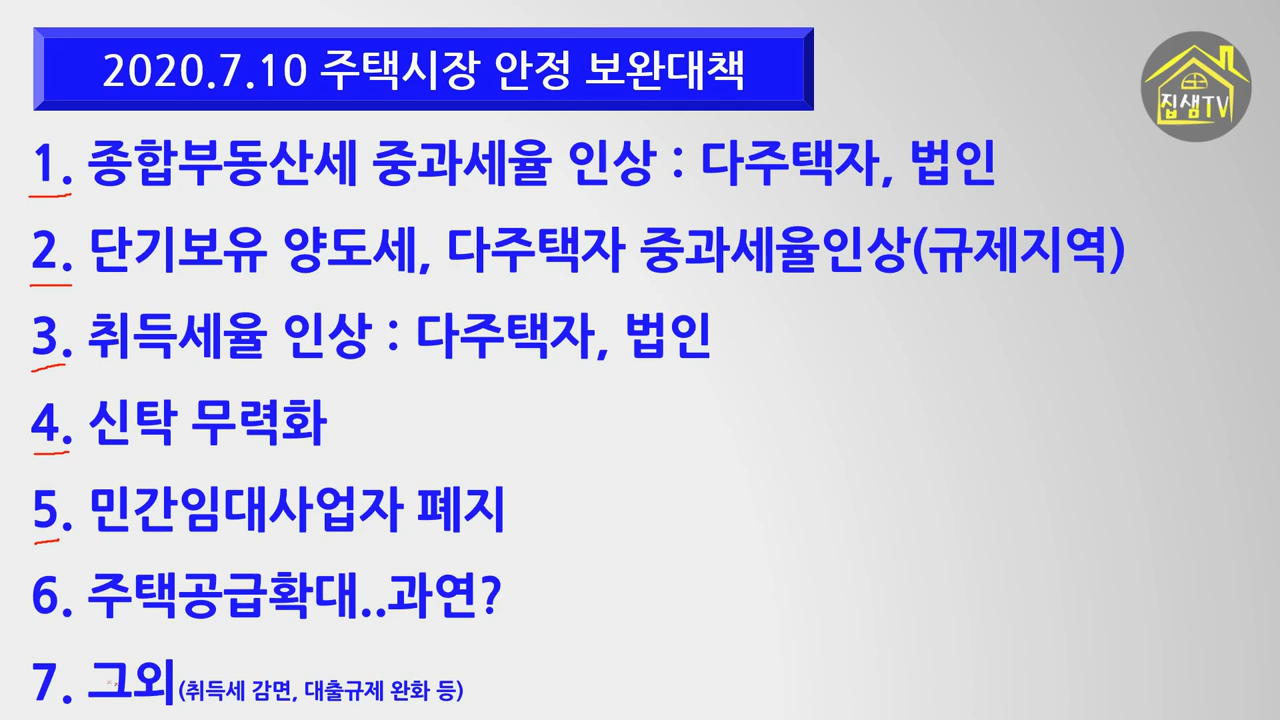 2020.7.10 주택시장 안정 보완대책
집샘TV
1. 종합부동산세 중과세율 인상 : 다주택자, 법인
2. 단기보유 양도세, 다주택자 중과세율인상(규제지역)
3. 취득세율 인상 : 다주택자, 법인
4. 신탁 무력화
5. 민간임대사업자 폐지
6. 주택공급확대..과연?
7. 그외(취득세 감면, 대출규제 완화 등)